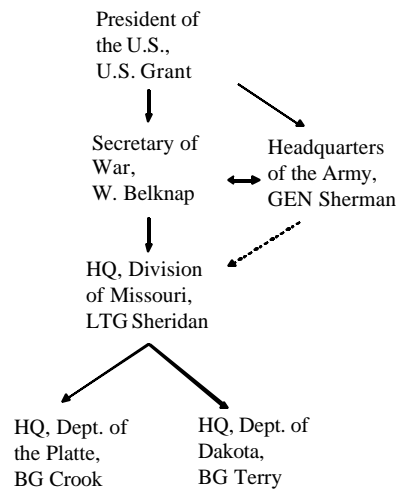 President of
the U.S.,
U.S. Grant
Secretary of
War,
W. Belknap
Headquarters
of the Army,
GEN Sherman
HQ, Division
of Missouri,
LTG Sheridan
HQ, Dept. of
the Platte,
BG Crook
HQ, Dept. of
Dakota,
BG Terry